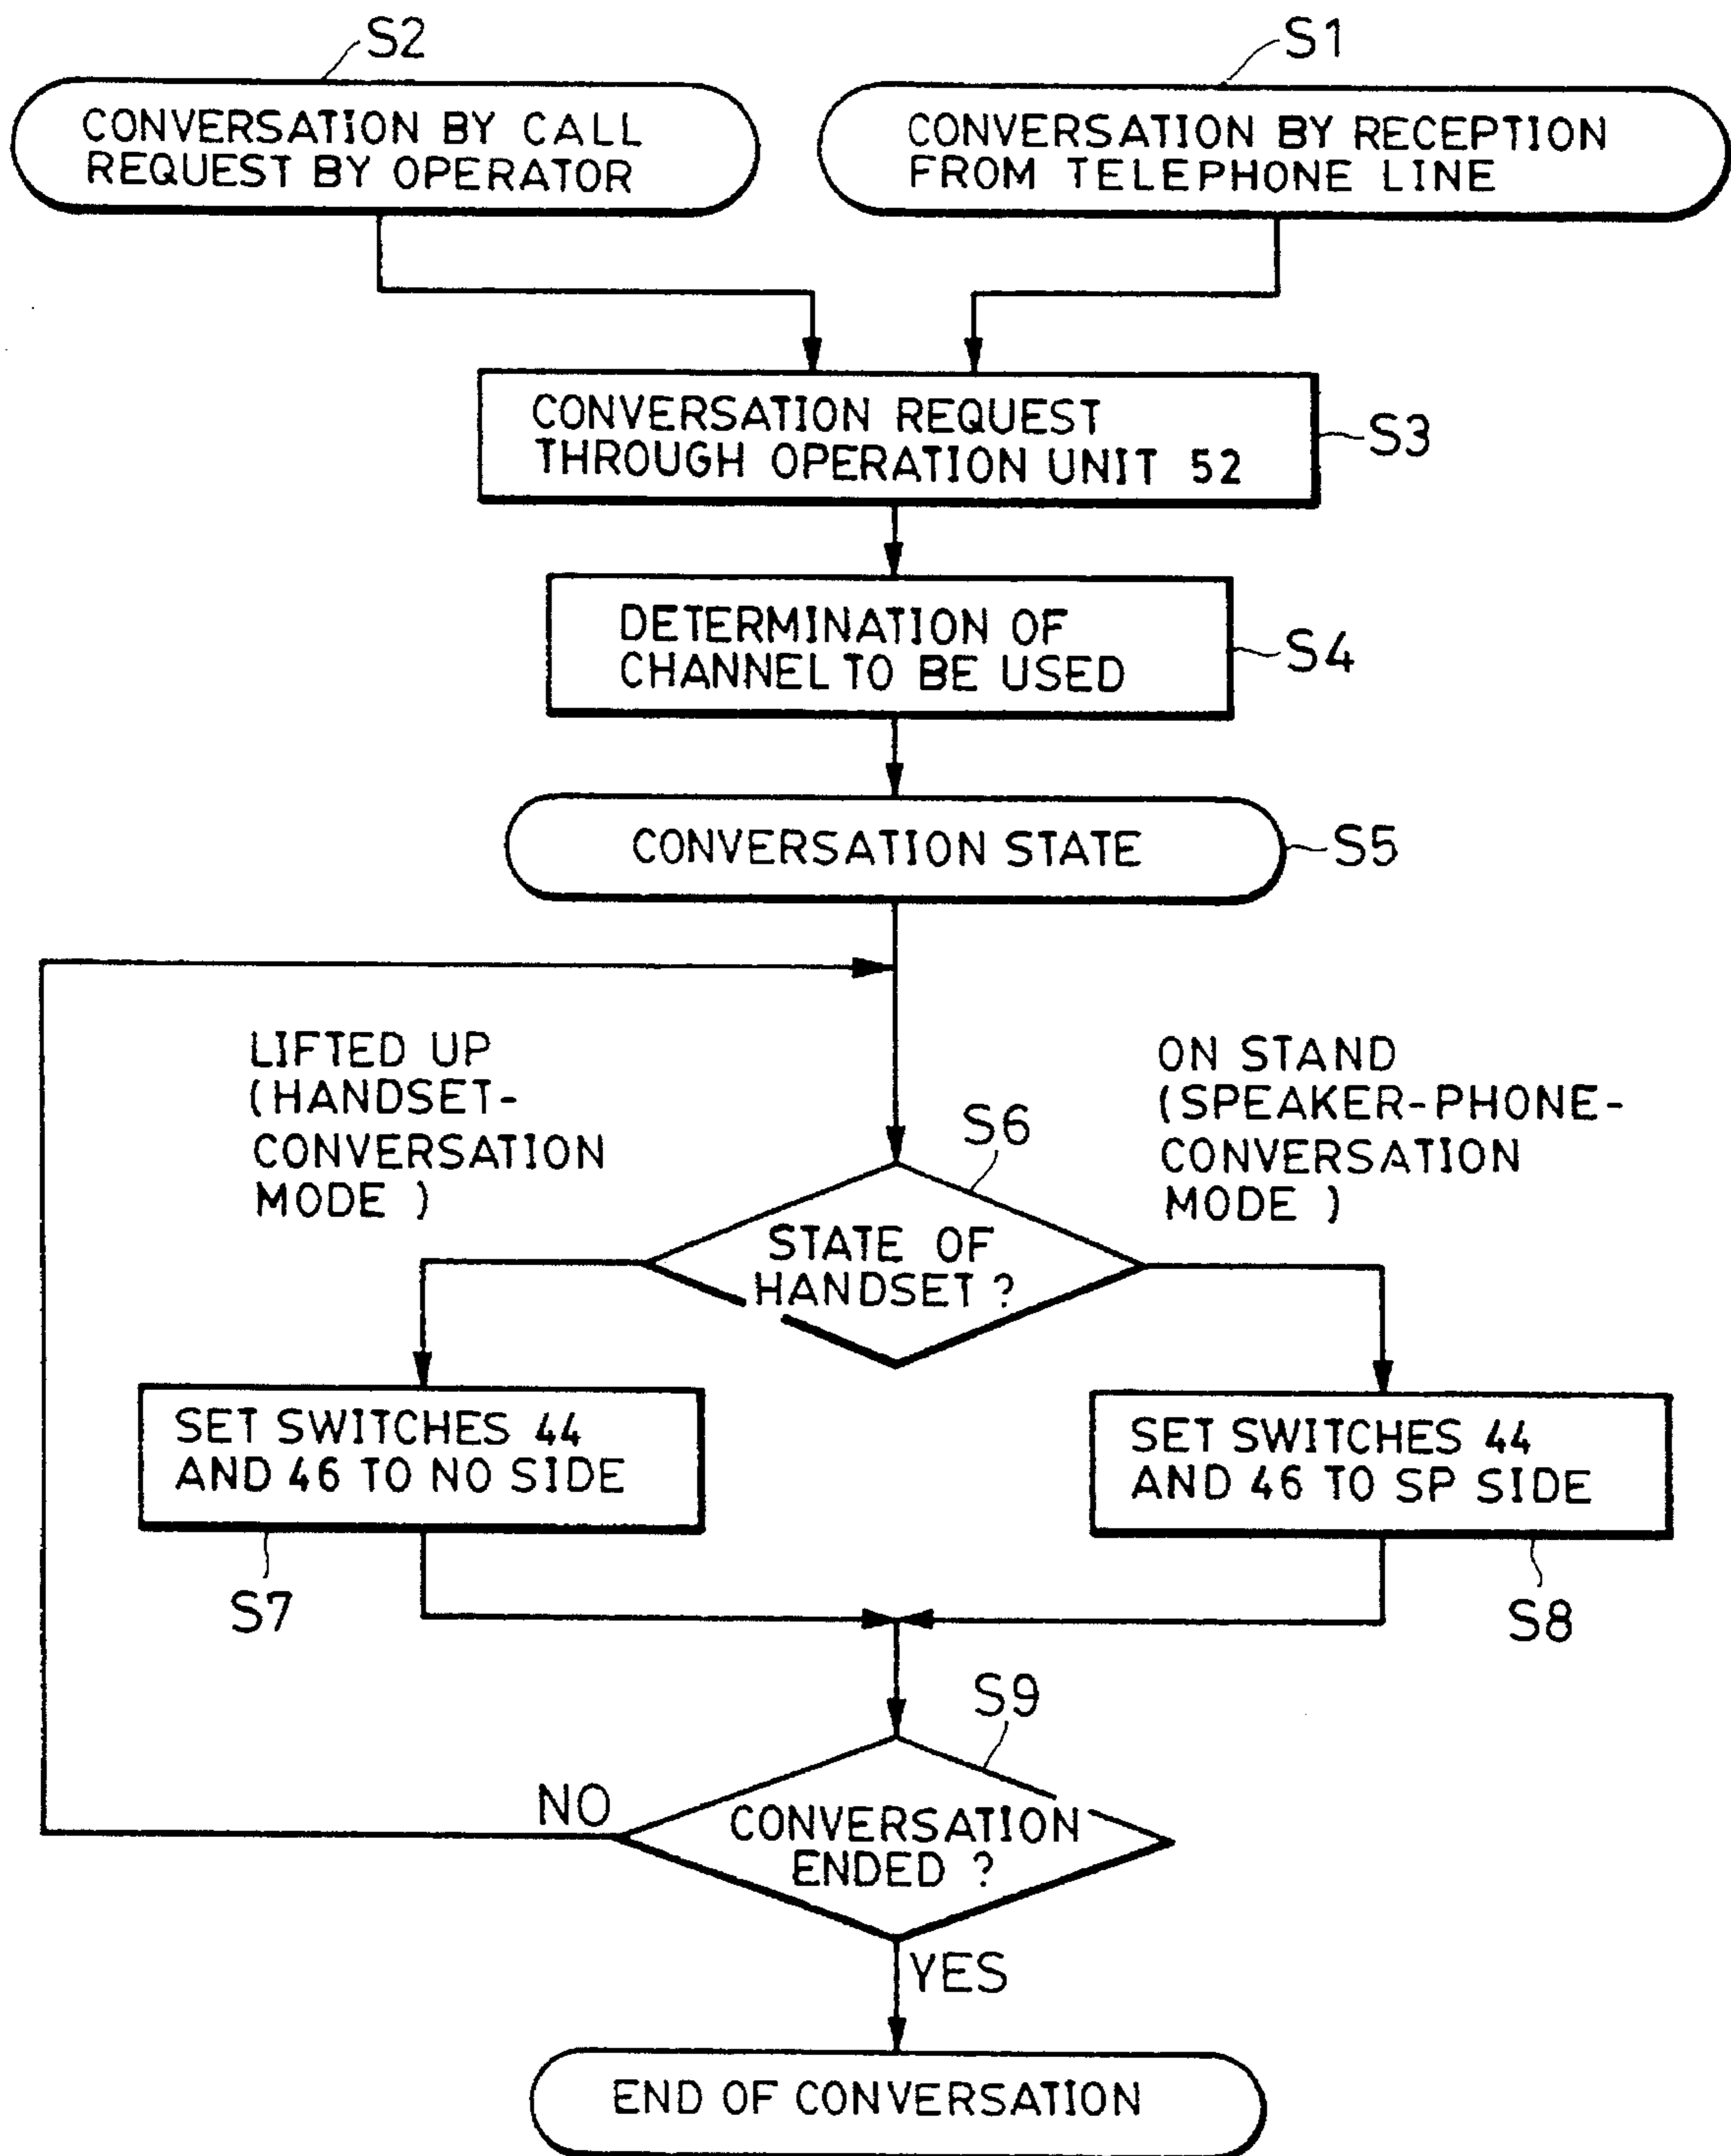 S2
S1
CONVERSATION BY CALL
REQUEST BY OPERATOR
CONVERSATION BY RECEPTION
FROM TELEPHONE LINE
CONVERSATION REQUEST
THROUGH OPERATION UNIT 52
S3
DETERMINATION OF
CHANNEL TO BE USED
S4
CONVERSATION STATE
S5
LIFTED UP
(HANDSET-
CONVERSATION
MODE )
ON STAND
(SPEAKER-PHONE-
CONVERSATION
MODE )
S6
STATE OF
HANDSET ?
SET SWITCHES 44
AND 46 TO NO SIDE
S7
SET SWITCHES 44
AND 46 TO SP SIDE
S8
S9
NO
CONVERSATION
ENDED ?
YES
END OF CONVERSATION